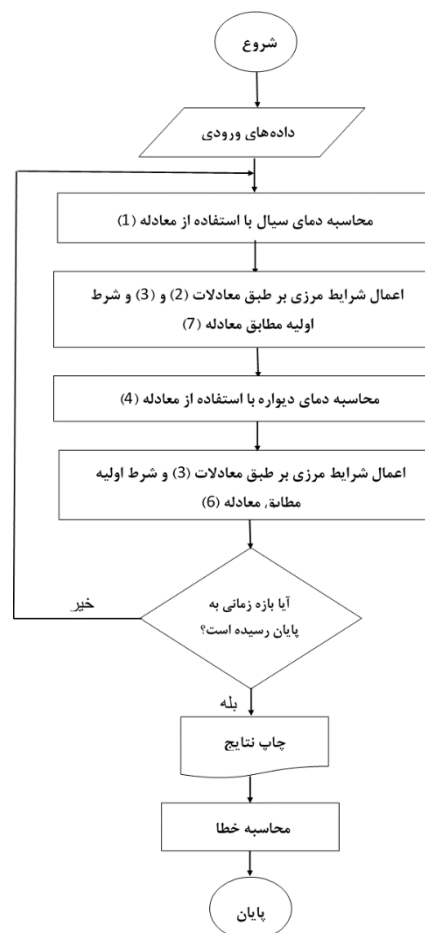 شروع
داده‌های ورودی
محاسبه دمای سیال با استفاده از معادله (1)
اعمال شرایط مرزی بر طبق معادلات (2) و (3) و شرط
اولیه مطابق معادله (7)
محاسبه دمای دیواره با استفاده از معادله (4)
اعمال شرایط مرزی بر طبق معادلات (3) و شرط اولیه
مطابق معادله (6)
آیا بازه زمانی به
پایان رسیده است؟
خیر
بله
چاپ نتایج
محاسبه خطا
پایان